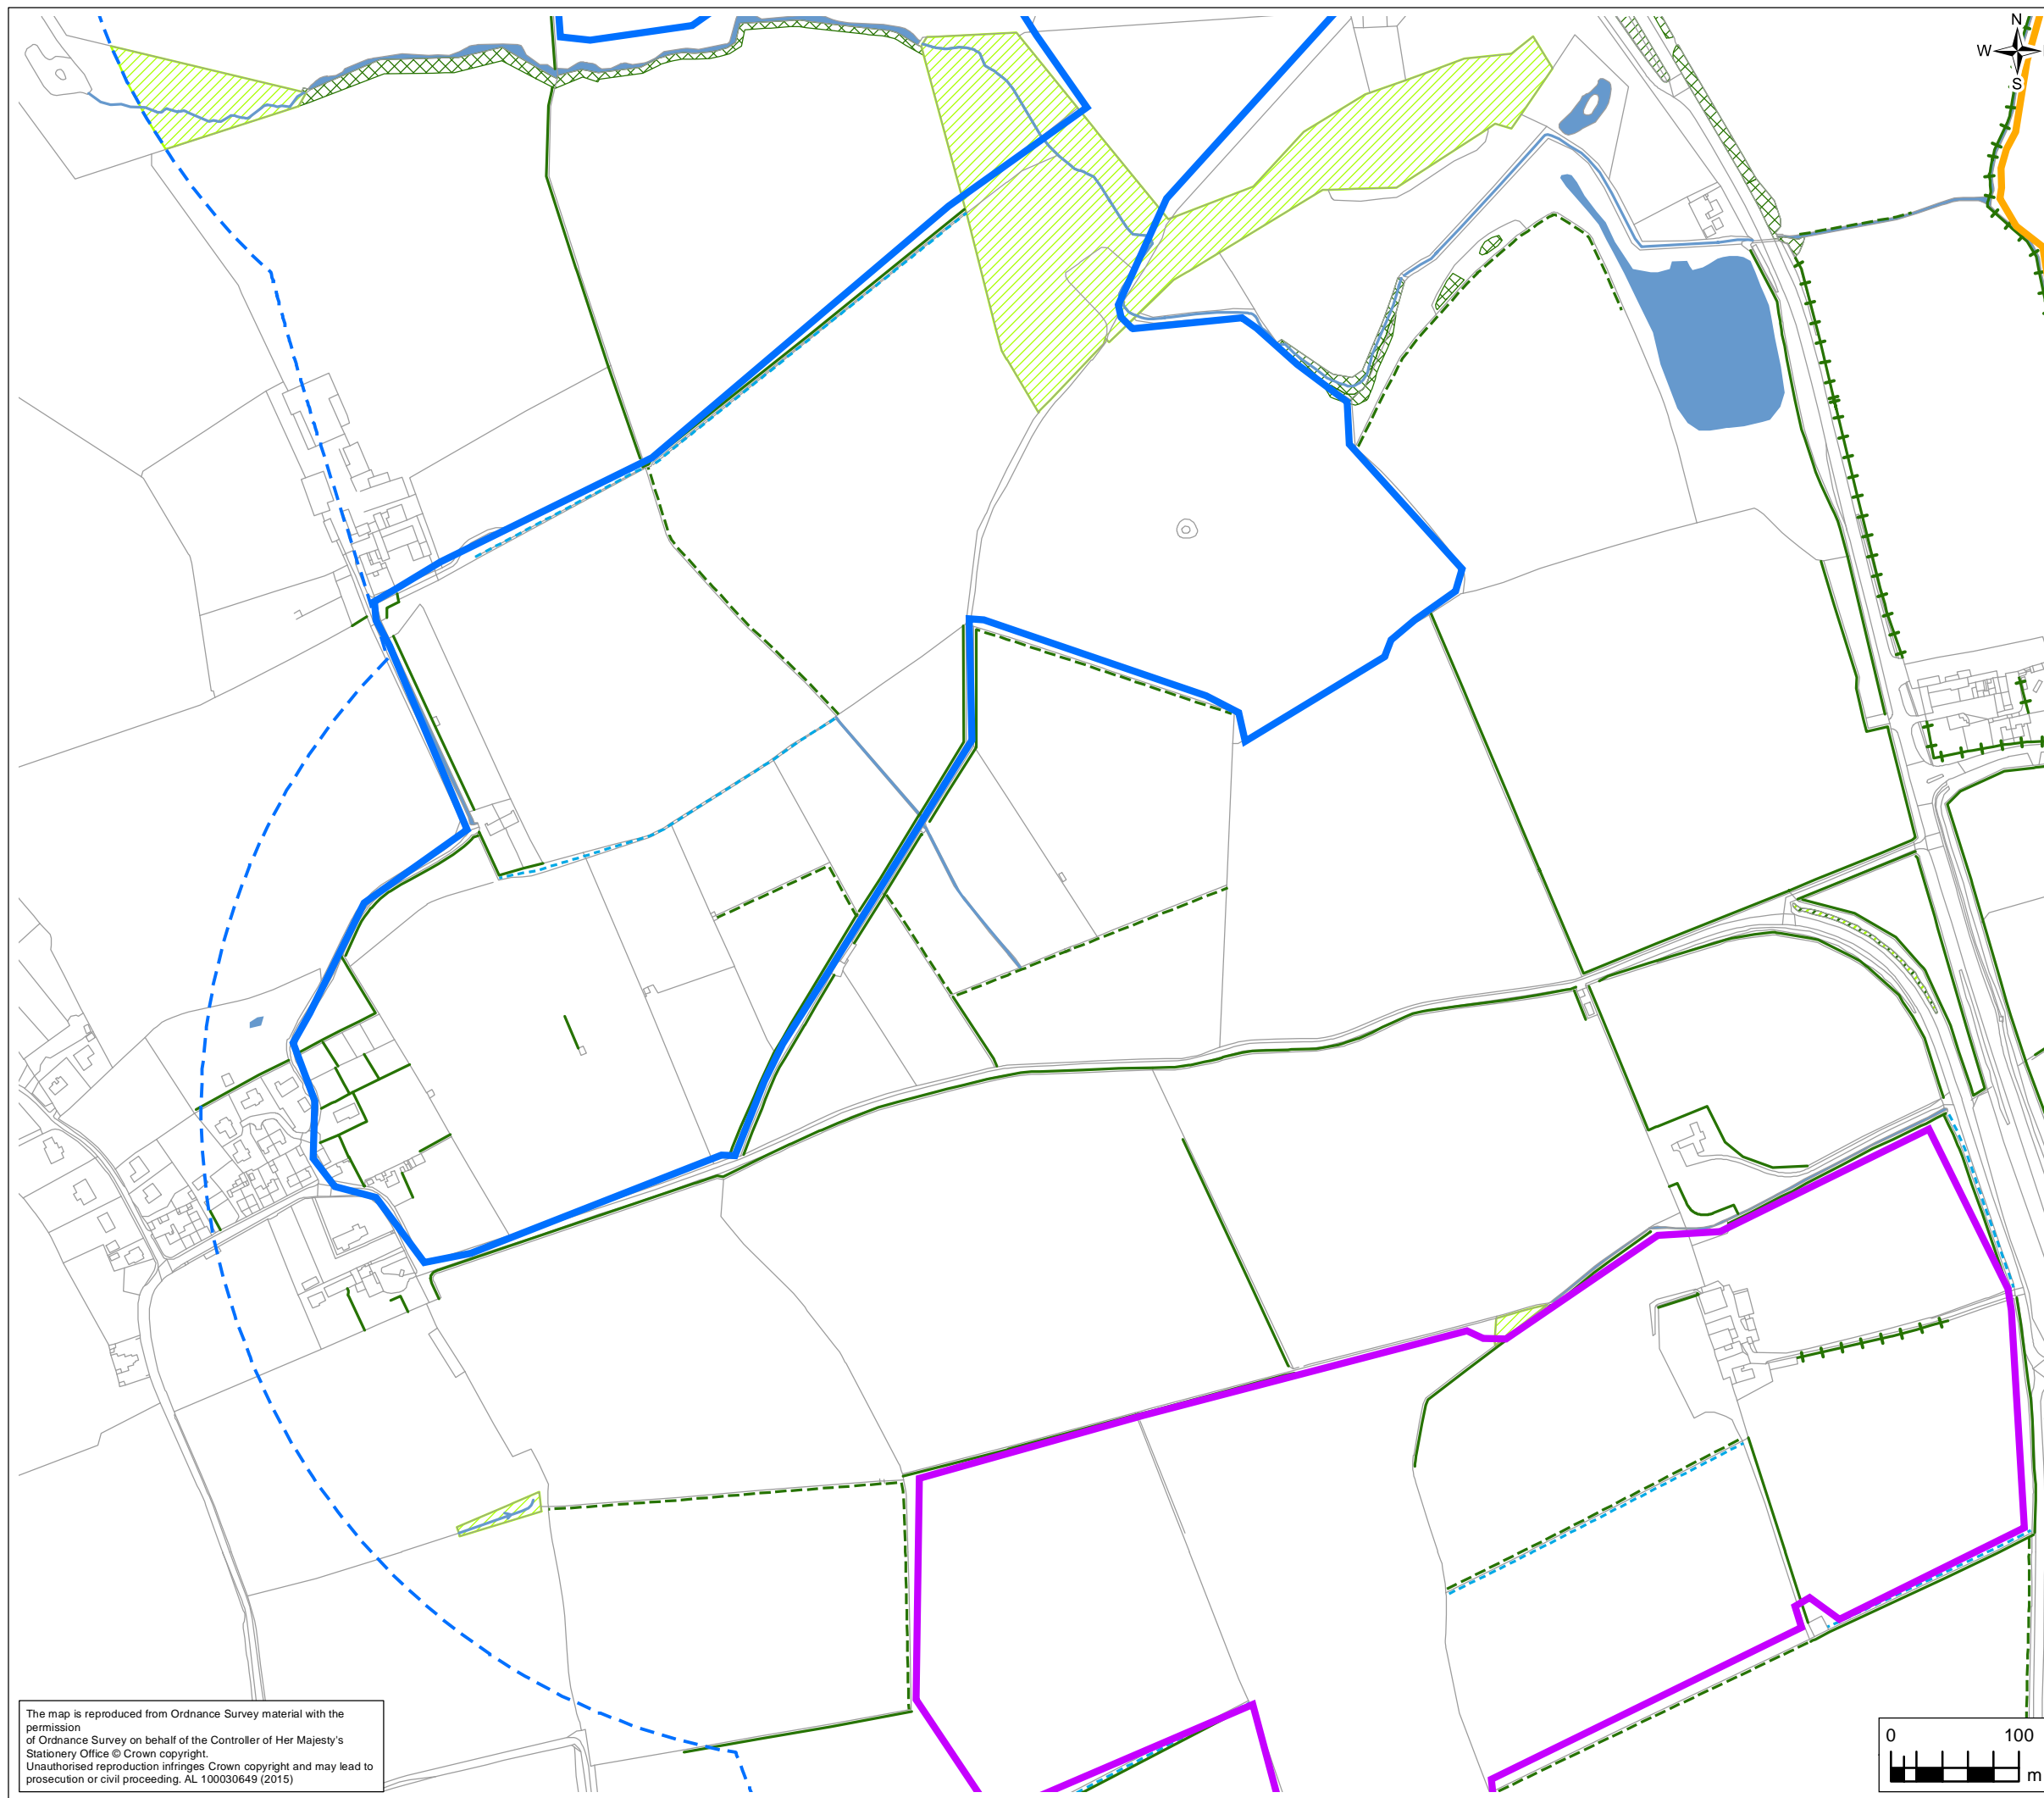 N
W
S
The map is reproduced from Ordnance Survey material with the
permission
of Ordnance Survey on behalf of the Controller of Her Majesty's
Stationery Office © Crown copyright.
Unauthorised reproduction infringes Crown copyright and may lead to
prosecution or civil proceeding. AL 100030649 (2015)
0 100
m